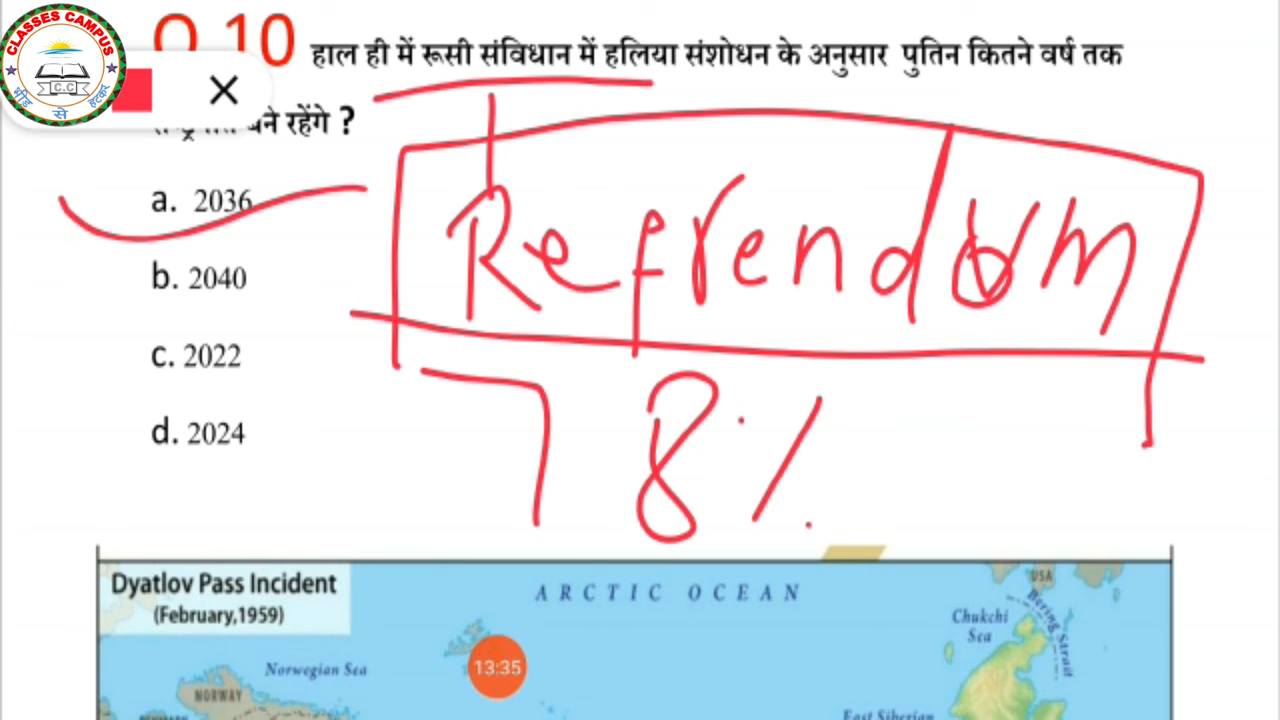 CLASSES CAMPUS
C.C
भीड़ से हटकर
Q.10 हाल ही में रूसी संविधान में हलिया संशोधन के अनुसार पुतिन कितने वर्ष तक
बने रहेंगे ?
a. 2036
b. 2040
c. 2022
d. 2024
Refrendum
78%
Dyatlov Pass Incident
(February,1959)
ARCTIC OCEAN
USA
Bering Strait
Chukchi
Sea
13:35
Norwegian Sea
NORWAY
East Siberian